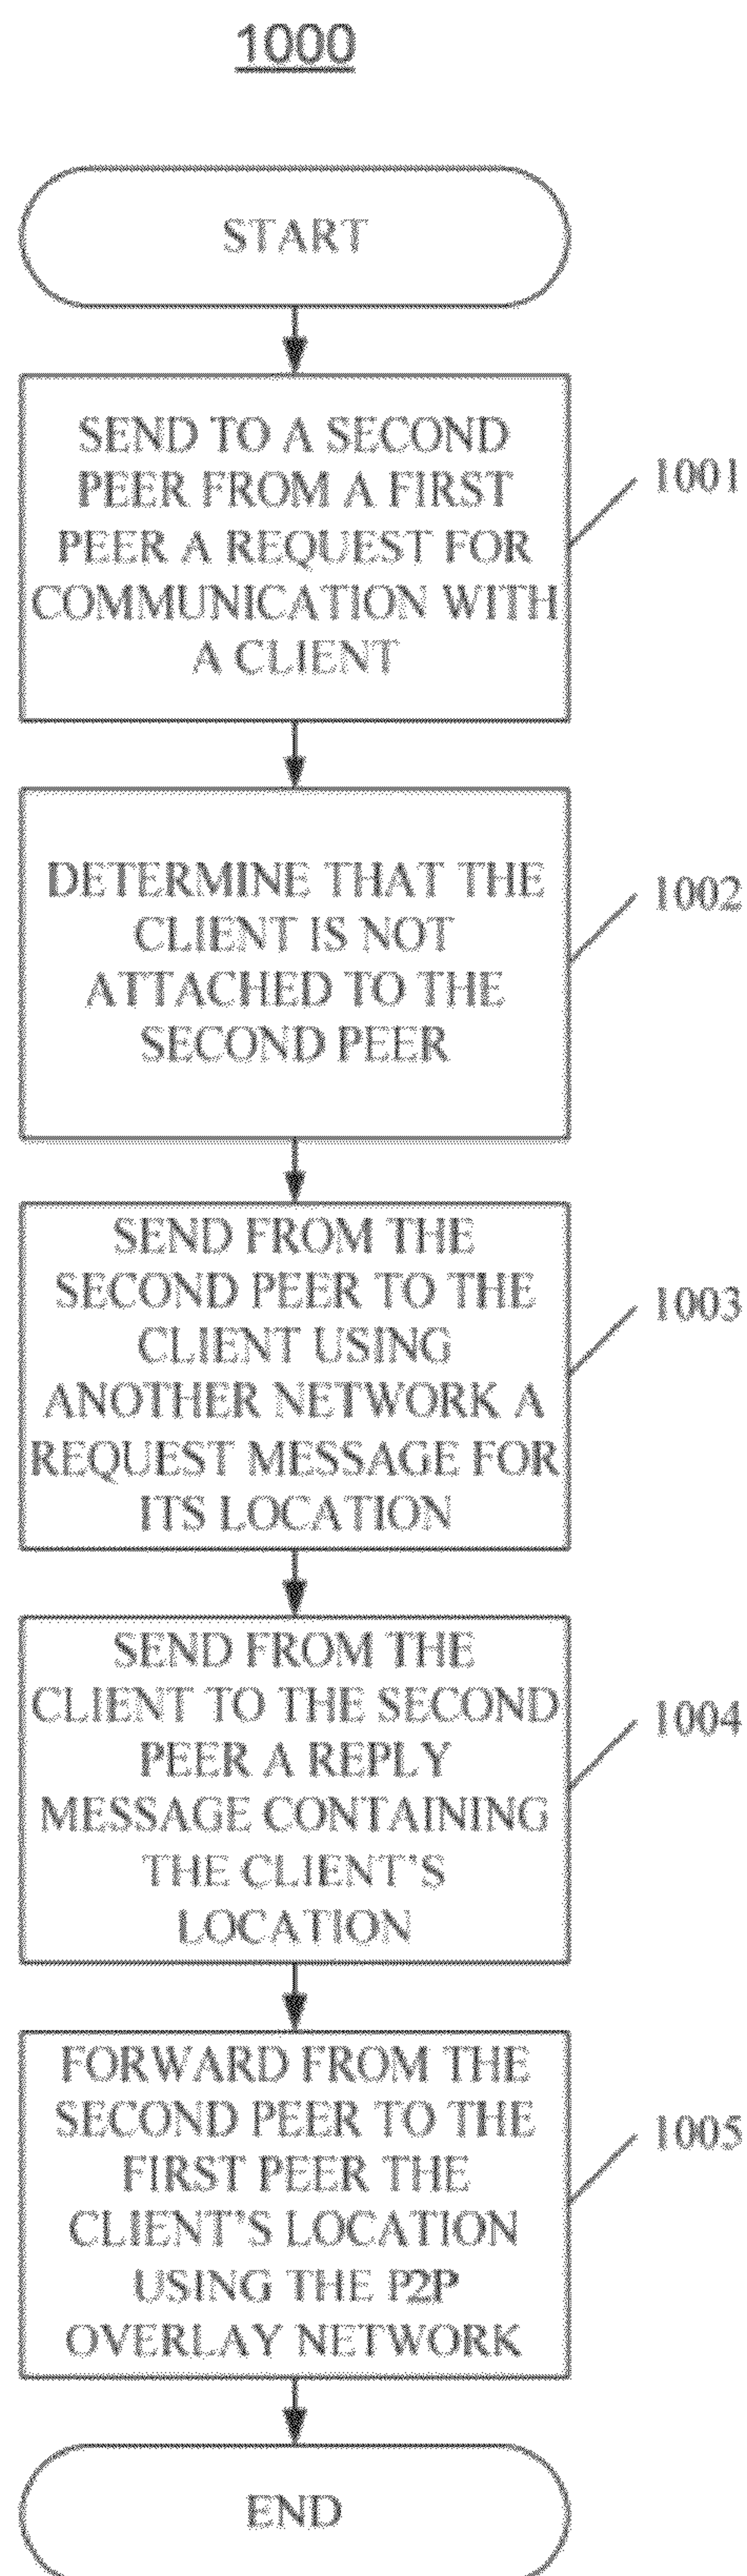 1000
START
SEND TO A SECOND
PEER FROM A FIRST
PEER A REQUEST FOR
COMMUNICATION WITH
A CLIENT
1001
DETERMINE THAT THE
CLIENT IS NOT
ATTACHED TO THE
SECOND PEER
1002
SEND FROM THE
SECOND PEER TO THE
CLIENT USING
ANOTHER NETWORK A
REQUEST MESSAGE FOR
ITS LOCATION
1003
SEND FROM THE
CLIENT TO THE SECOND
PEER A REPLY
MESSAGE CONTAINING
THE CLIENT'S
LOCATION
1004
FORWARD FROM THE
SECOND PEER TO THE
FIRST PEER THE
CLIENT'S LOCATION
USING THE P2P
OVERLAY NETWORK
1005
END